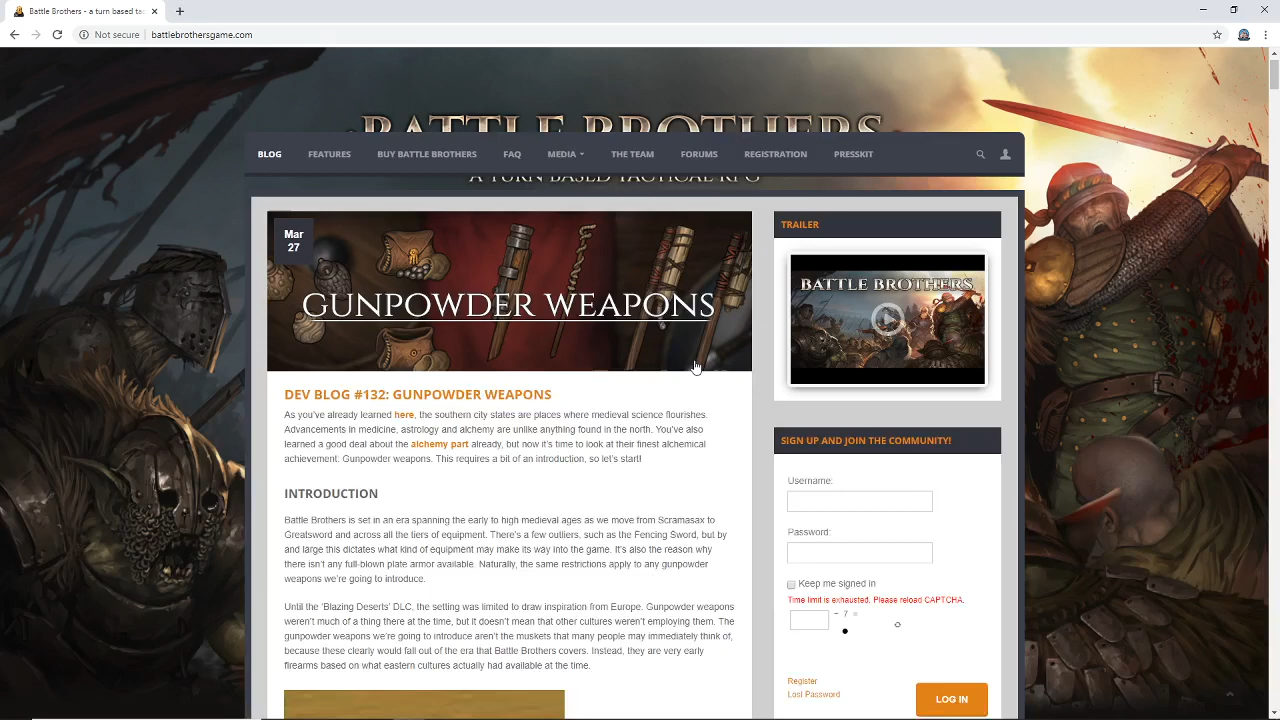 Battle Brothers - a turn based ta
Not secure
battlebrothersgame.com
BATTLE BROTHERS
BLOG
FEATURES
BUY BATTLE BROTHERS
FAQ
MEDIA
THE TEAM
FORUMS
REGISTRATION
PRESSKIT
A TURN BASED TACTICAL RPG
Mar
27
GUNPOWDER WEAPONS
DEV BLOG #132: GUNPOWDER WEAPONS
As you've already learned here, the southern city states are places where medieval science flourishes.
Advancements in medicine, astrology and alchemy are unlike anything found in the north. You've also
learned a good deal about the alchemy part already, but now it's time to look at their finest alchemical
achievement: Gunpowder weapons. This requires a bit of an introduction, so let's start!
INTRODUCTION
Battle Brothers is set in an era spanning the early to high medieval ages as we move from Scramasax to
Greatsword and across all the tiers of equipment. There's a few outliers, such as the Fencing Sword, but by
and large this dictates what kind of equipment may make its way into the game. It's also the reason why
there isn't any full-blown plate armor available. Naturally, the same restrictions apply to any gunpowder
weapons we're going to introduce.
Until the 'Blazing Deserts' DLC, the setting was limited to draw inspiration from Europe. Gunpowder weapons
weren't much of a thing there at the time, but it doesn't mean that other cultures weren't employing them. The
gunpowder weapons we're going to introduce aren't the muskets that many people may immediately think of,
because these clearly would fall out of the era that Battle Brothers covers. Instead, they are very early
firearms based on what eastern cultures actually had available at the time.
TRAILER
BATTLE BROTHERS
SIGN UP AND JOIN THE COMMUNITY!
Username:
Password:
Keep me signed in
Time limit is exhausted. Please reload CAPTCHA.
− 7 =
Register
Lost Password
LOG IN